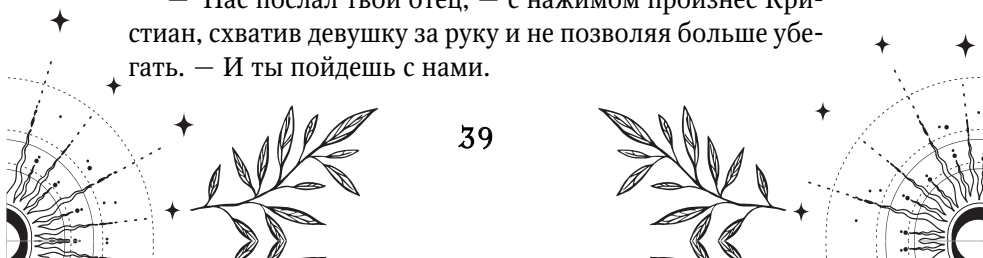 — Нас послал твой отец, — с нажимом произнес Кри-
стиан, схватив девушку за руку и не позволяя больше убе-
гать. — И ты пойдешь с нами.
39